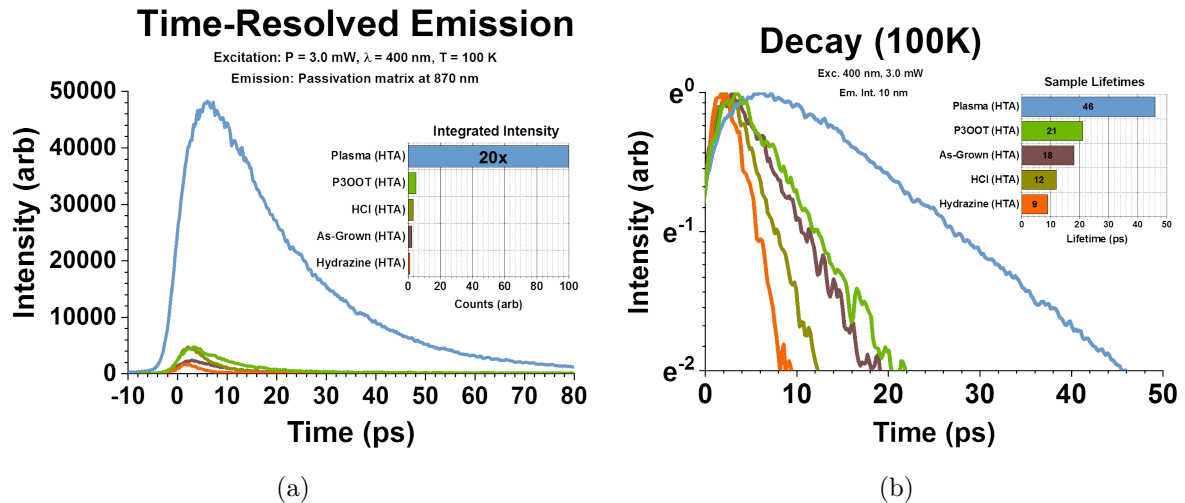 Time-Resolved Emission
Excitation: P = 3.0 mW, λ = 400 nm, T = 100 K
Emission: Passivation matrix at 870 nm
Intensity (arb)
50000
40000
30000
20000
10000
0
-10 0 10 20 30 40 50 60 70 80
Time (ps)
Integrated Intensity
Plasma (HTA)
20x
P3OOT (HTA)
HCl (HTA)
As-Grown (HTA)
Hydrazine (HTA)
0 20 40 60 80 100
Counts (arb)
(a)
Decay (100K)
Exc. 400 nm, 3.0 mW
Em. Int. 10 nm
Intensity (arb)
e0
e-1
e-2
0 10 20 30 40 50
Time (ps)
Sample Lifetimes
Plasma (HTA) 46
P3OOT (HTA) 21
As-Grown (HTA) 18
HCl (HTA) 12
Hydrazine (HTA) 9
0 10 20 30 40 50
Lifetime (ps)
(b)